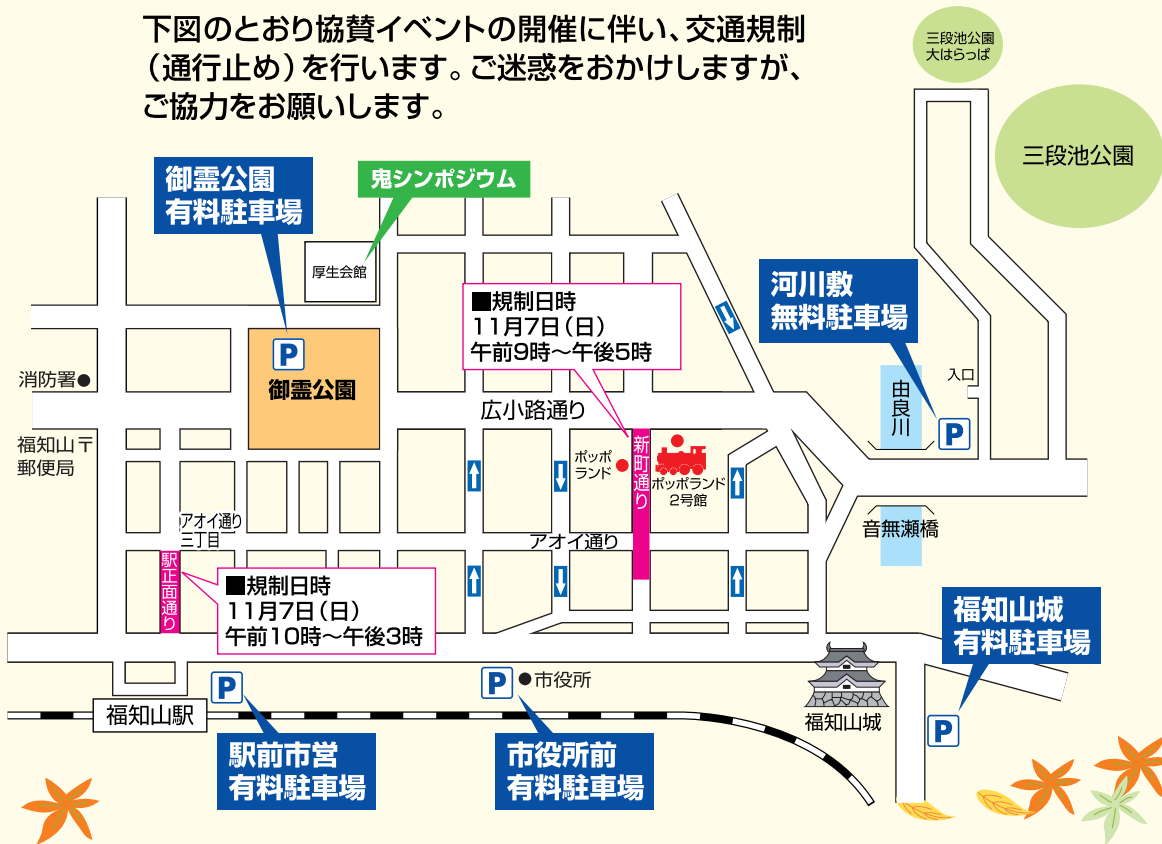 下図のとおり協賛イベントの開催に伴い、交通規制
（通行止め）を行います。ご迷惑をおかけしますが、
ご協力をお願いします。
三段池公園
大はらっぱ
三段池公園
御霊公園
有料駐車場
鬼シンポジウム
厚生会館
河川敷
無料駐車場
■規制日時
11月7日（日）
午前9時～午後5時
P
御霊公園
消防署●
入口
由良川
P
広小路通り
福知山〒
郵便局
新町通り
ポッポ
ランド
ポッポランド
2号館
アオイ通り
三丁目
音無瀬橋
アオイ通り
駅正面通り
■規制日時
11月7日（日）
午前10時～午後3時
福知山城
有料駐車場
P
P
●市役所
福知山駅
福知山城
P
駅前市営
有料駐車場
市役所前
有料駐車場